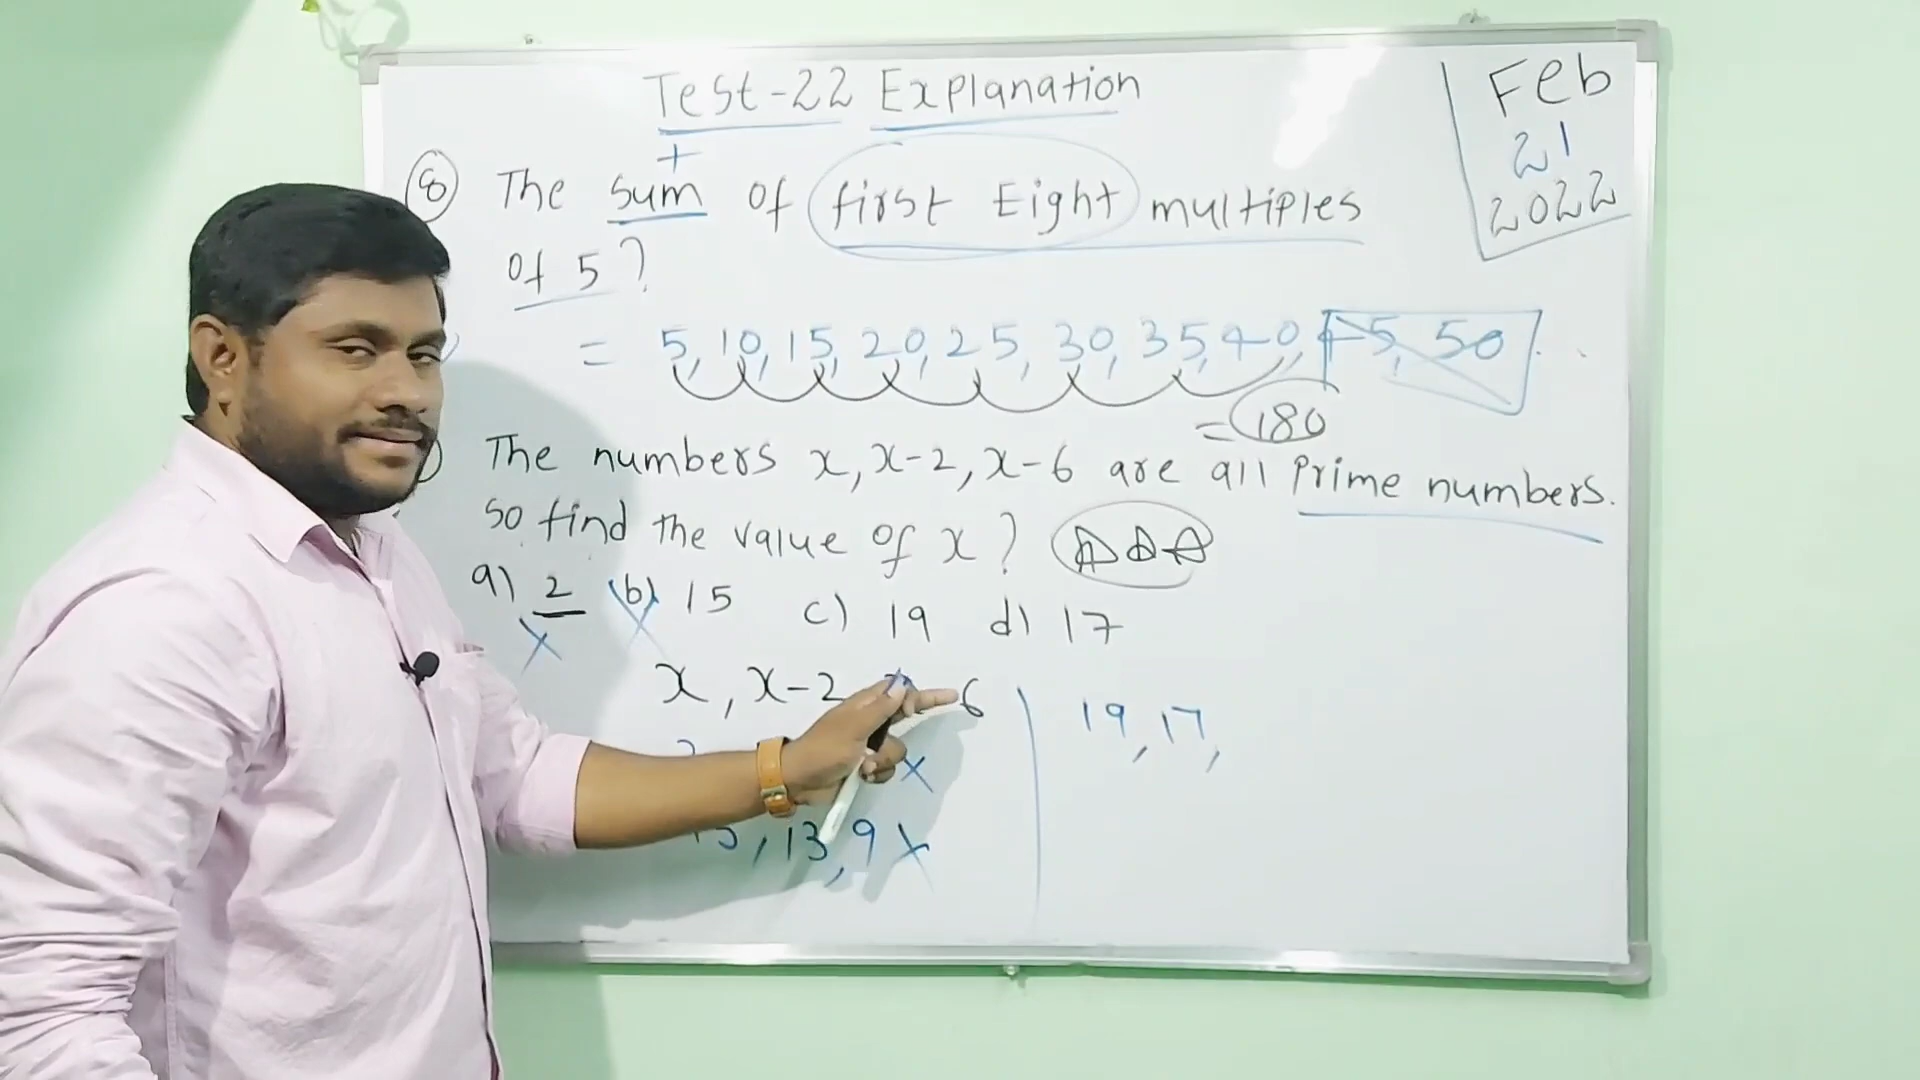 Test-22 Explanation
Feb
21
2022
+
8 The sum of first Eight multiples
of 5?
= 5, 10, 15, 20, 25, 30, 35, 40, 45, 50
= 180
The numbers x, x-2, x-6 are all prime numbers.
so find the value of x?
a) 2 b) 15 c) 19 d) 17
x, x-2 6
19, 17,
, 13, 9 x